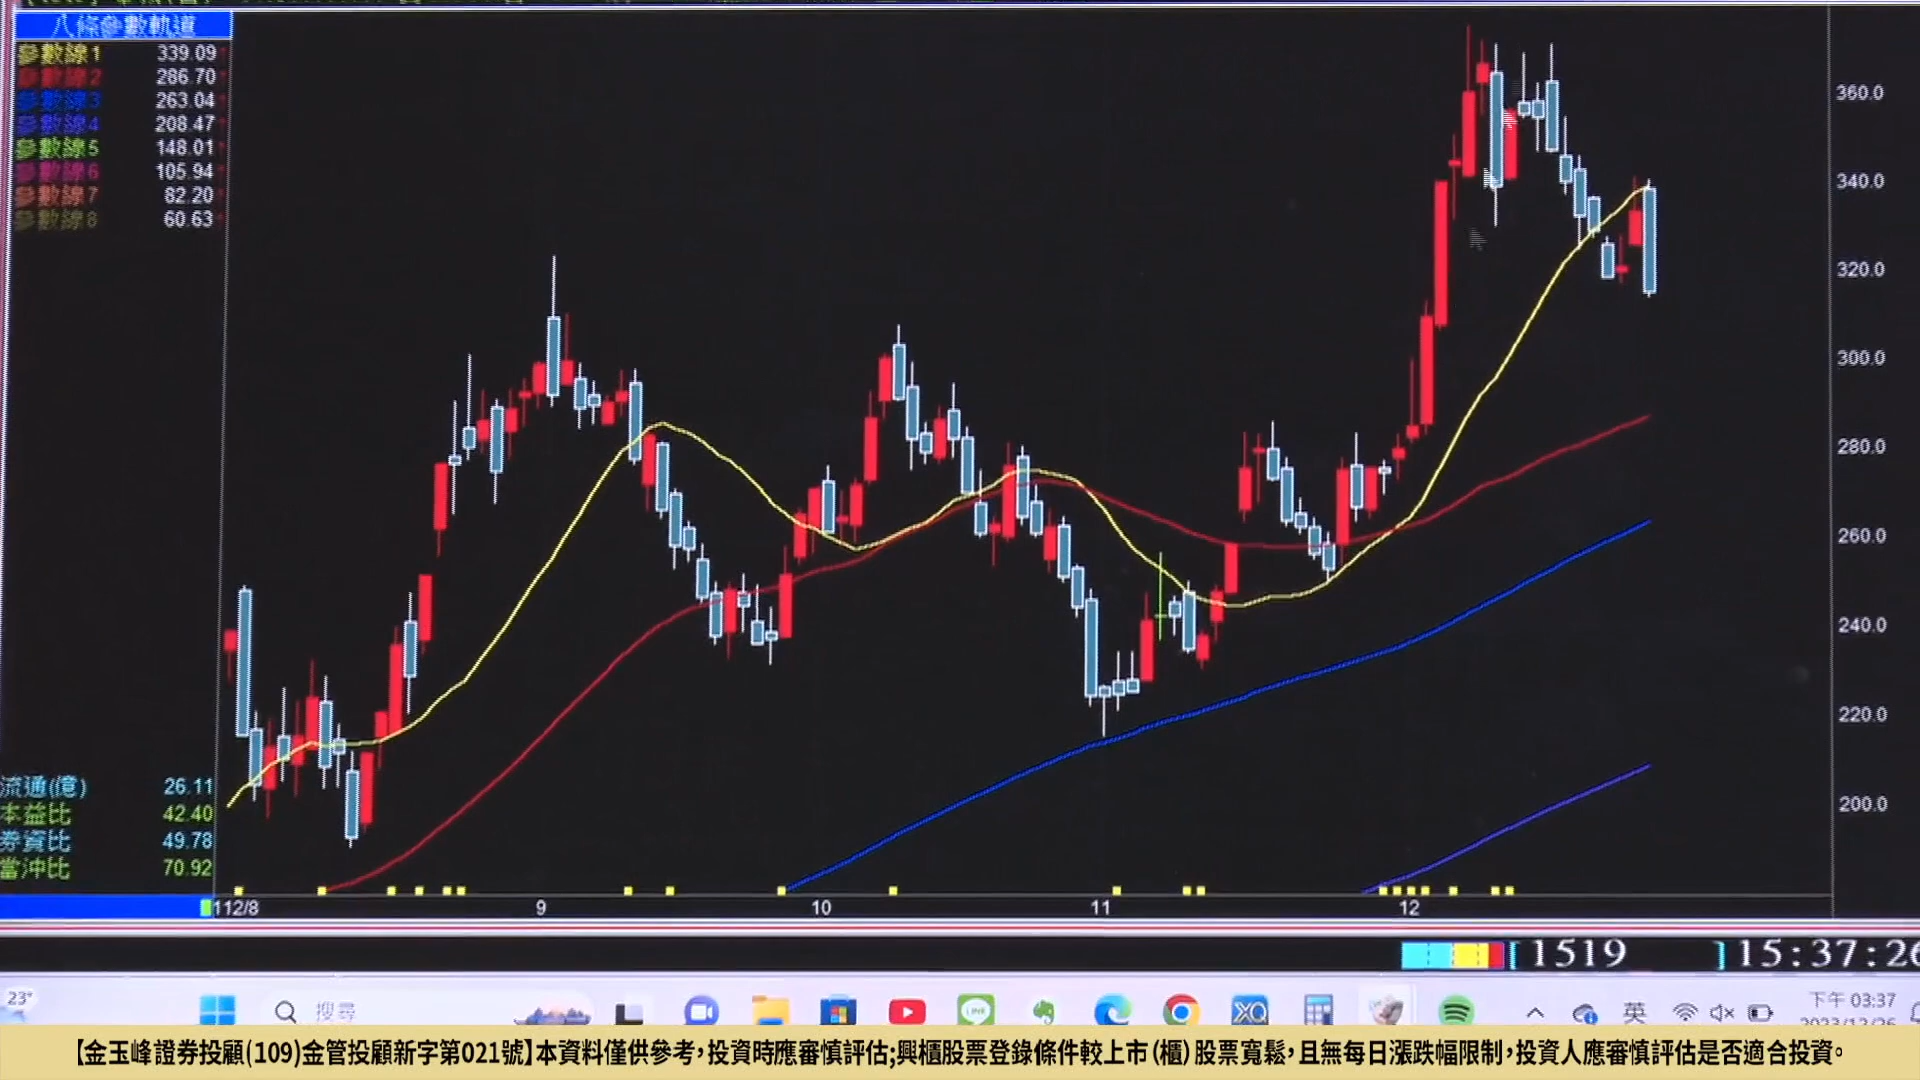 八條參數軌道
參數線1 339.09
參數線2 286.70
參數線3 263.04
參數線4 208.47
參數線5 148.01
參數線6 105.94
參數線7 82.20
參數線8 60.63
360.0
340.0
320.0
300.0
280.0
260.0
240.0
220.0
200.0
流通(億) 26.11
本益比 42.40
券資比 49.78
當沖比 70.92
112/8 9 10 11 12
[1519 ] 15:37:26
23°
搜尋
LINE
XQ
英
下午 03:37
2023/12/26
【金玉峰證券投顧(109)金管投顧新字第021號】本資料僅供參考,投資時應審慎評估;興櫃股票登錄條件較上市(櫃)股票寬鬆,且無每日漲跌幅限制,投資人應審慎評估是否適合投資。